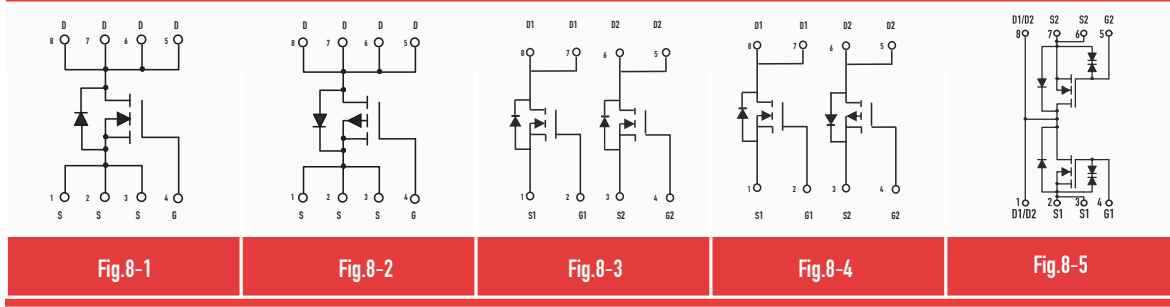 D D D D
8 7 6 5
1 2 3 4
S S S G
Fig.8-1
D D D D
8 7 6 5
1 2 3 4
S S S G
Fig.8-2
D1 D1 D2 D2
8 7 6 5
1 2 3 4
S1 G1 S2 G2
Fig.8-3
D1 D1 D2 D2
8 7 6 5
1 2 3 4
S1 G1 S2 G2
Fig.8-4
D1/D2 S2 S2 G2
8 7 6 5
1 2 3 4
D1/D2 S1 S1 G1
Fig.8-5